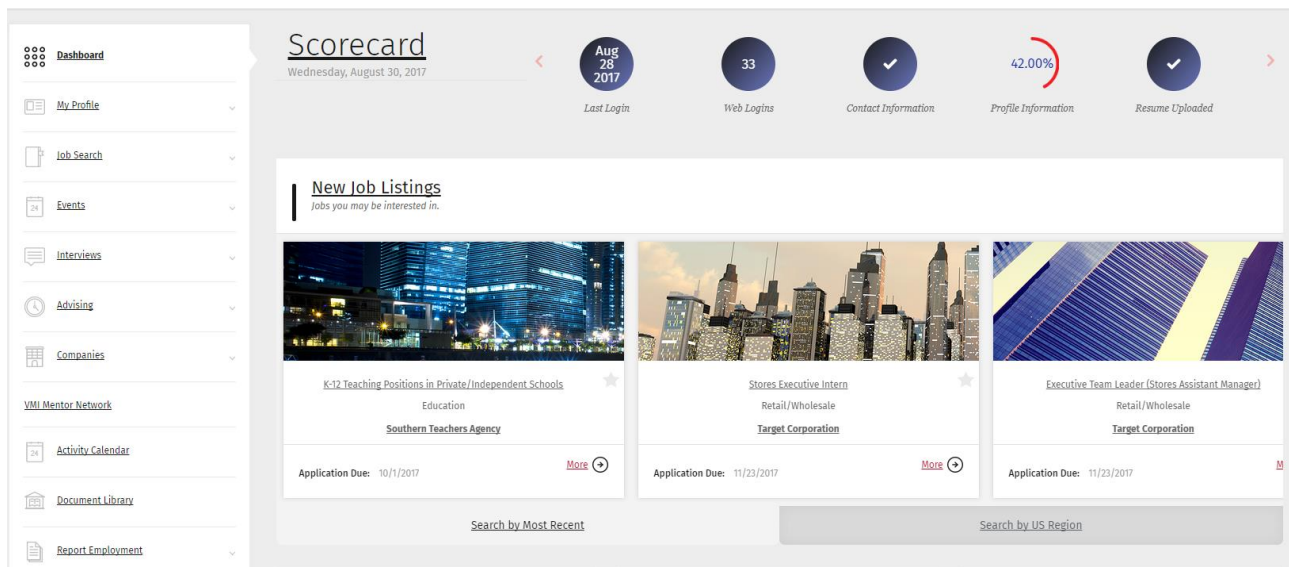 Dashboard
My Profile
Job Search
24
Events
Interviews
Advising
Companies
VMI Mentor Network
24
Activity Calendar
Document Library
Report Employment
Scorecard
Wednesday, August 30, 2017
Aug
28
2017
Last Login
33
Web Logins
Contact Information
42.00%
Profile Information
Resume Uploaded
New Job Listings
Jobs you may be interested in.
K-12 Teaching Positions in Private/Independent Schools
Education
Southern Teachers Agency
Application Due: 10/1/2017
More
Stores Executive Intern
Retail/Wholesale
Target Corporation
Application Due: 11/23/2017
More
Executive Team Leader (Stores Assistant Manager)
Retail/Wholesale
Target Corporation
Application Due: 11/23/2017
M
Search by Most Recent
Search by US Region